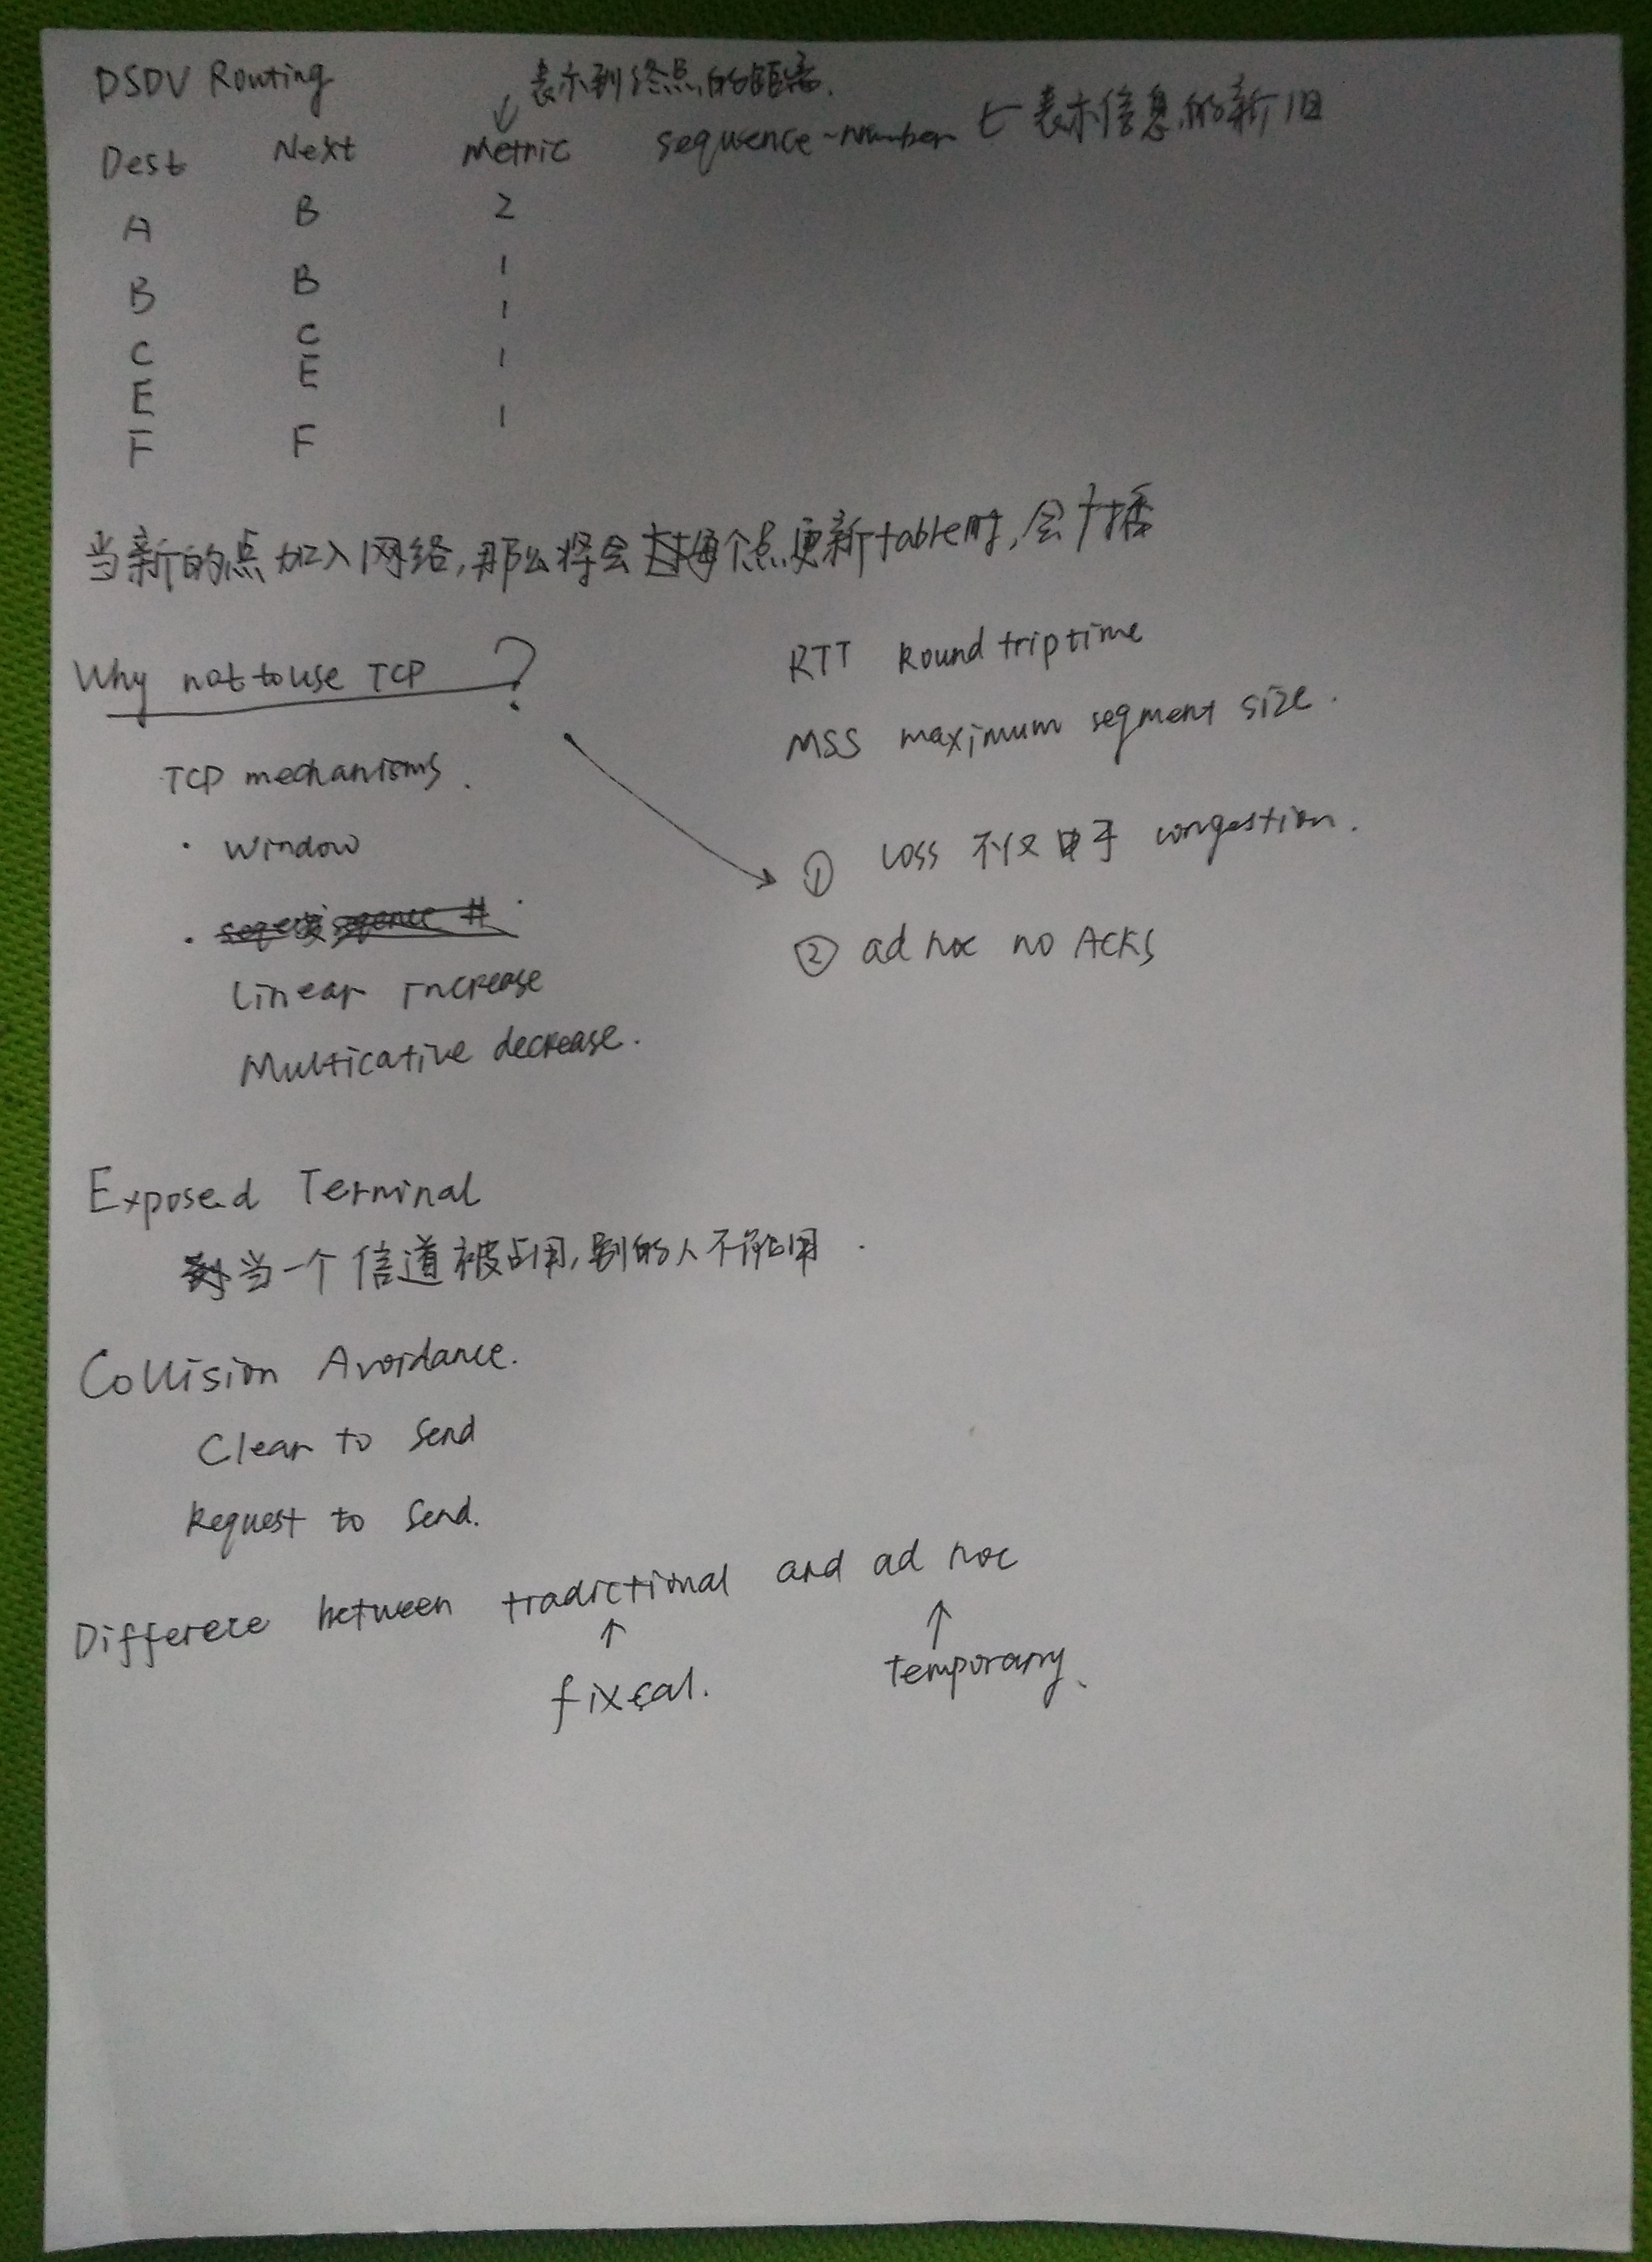 DSDV Routing
表示到终点的距离.
Dest Next Metric sequence-Number ← 表示信息的新旧
A B 2
B B 1
C C 1
E E 1
F F 1
当新的点加入网络,那么将会每个点更新table时,会广播
Why not to use TCP ?
RTT Round trip time
MSS maximum segment size.
TCP mechanisms.
· Window
① Loss 不仅由于 congestion.
② ad hoc no ACKs
Linear increase
Multicative decrease.
Exposed Terminal
当一个信道被占用,别的人不能占用.
Collision Avoidance.
Clear to Send
Request to Send.
Differece between tradictional and ad hoc
↑ ↑
fixeal. temporary.